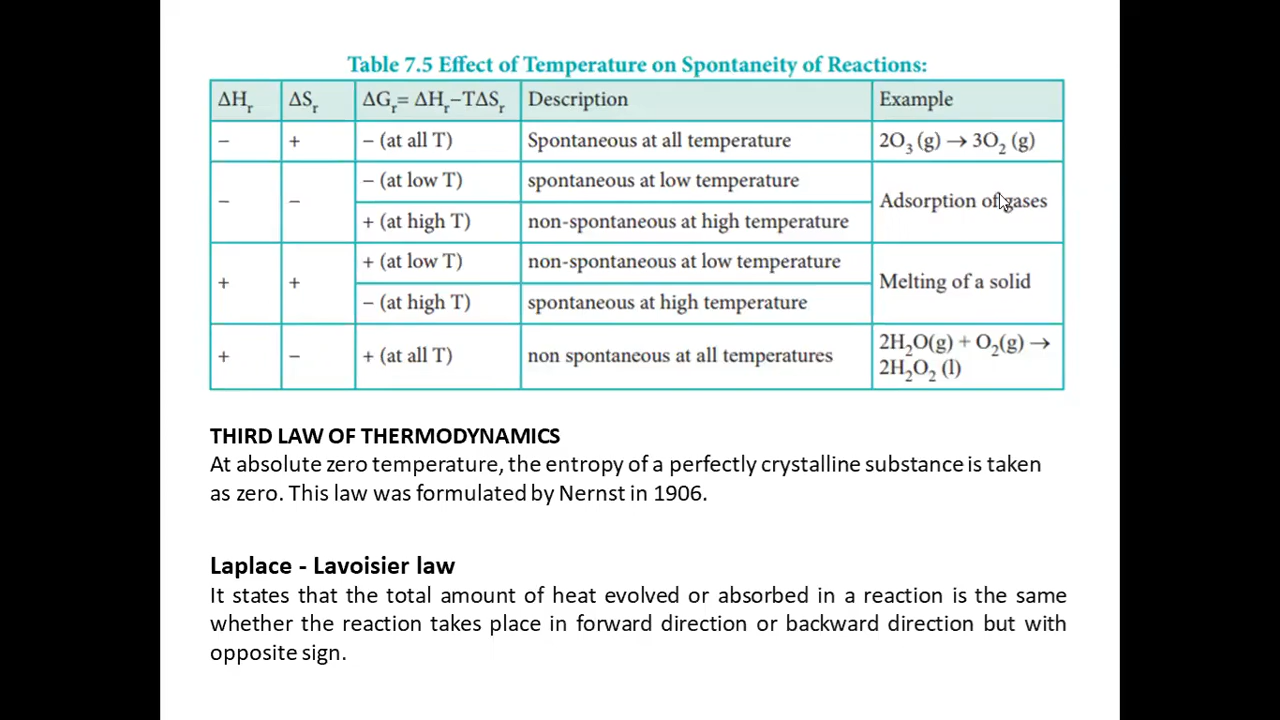 Table 7.5 Effect of Temperature on Spontaneity of Reactions:
ΔHr ΔSr ΔGr= ΔHr−TΔSr Description Example
− + − (at all T) Spontaneous at all temperature 2O3 (g) → 3O2 (g)
− − − (at low T) spontaneous at low temperature Adsorption of gases
+ (at high T) non-spontaneous at high temperature
+ + + (at low T) non-spontaneous at low temperature Melting of a solid
− (at high T) spontaneous at high temperature
+ − + (at all T) non spontaneous at all temperatures 2H2O(g) + O2(g) →
2H2O2 (l)
THIRD LAW OF THERMODYNAMICS
At absolute zero temperature, the entropy of a perfectly crystalline substance is taken
as zero. This law was formulated by Nernst in 1906.
Laplace - Lavoisier law
It states that the total amount of heat evolved or absorbed in a reaction is the same
whether the reaction takes place in forward direction or backward direction but with
opposite sign.